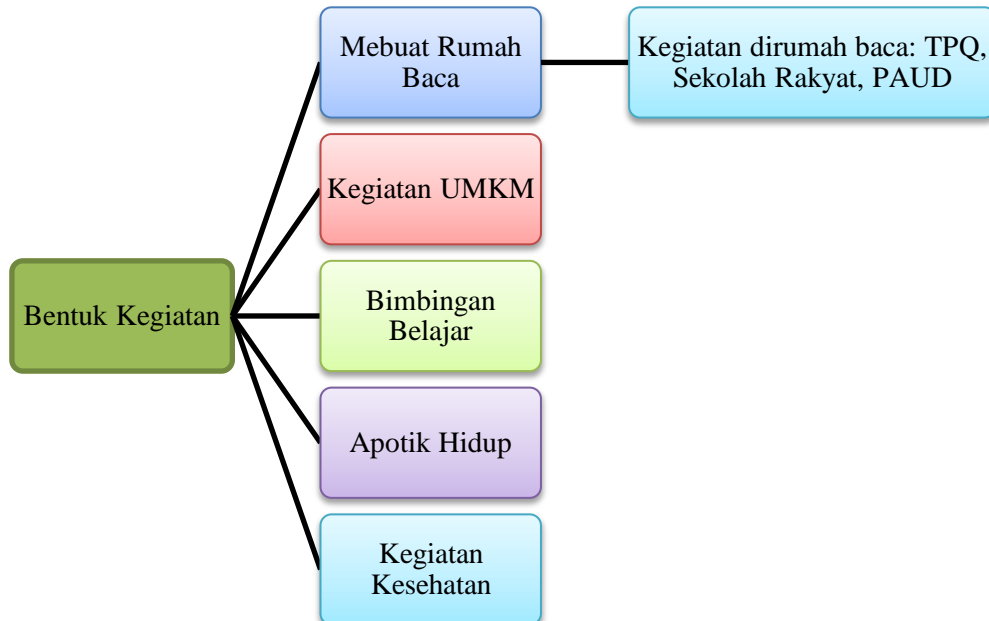 Mebuat Rumah
Baca
Kegiatan dirumah baca: TPQ,
Sekolah Rakyat, PAUD
Kegiatan UMKM
Bentuk Kegiatan
Bimbingan
Belajar
Apotik Hidup
Kegiatan
Kesehatan